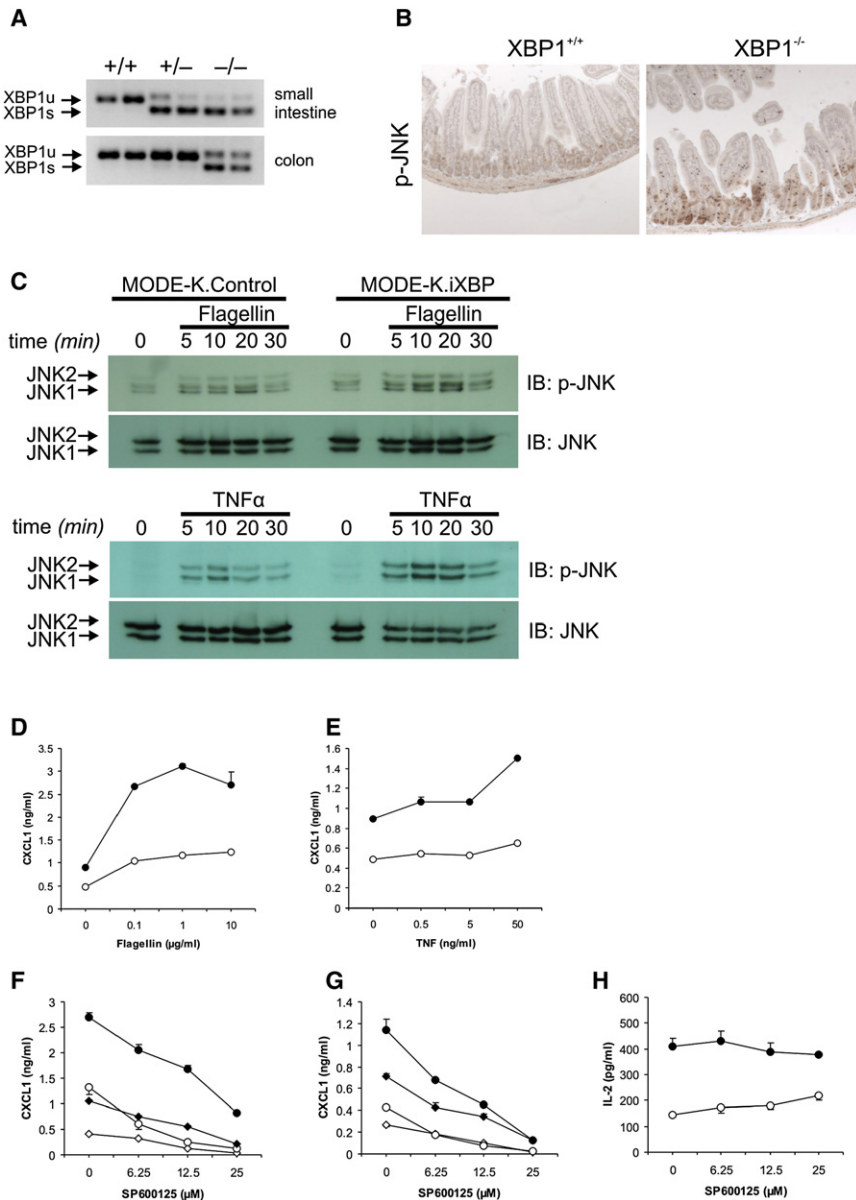 A
+/+ +/– –/–
XBP1u
XBP1s
small
intestine
XBP1u
XBP1s
colon
B
XBP1+/+ XBP1-/-
p-JNK
C
MODE-K.Control MODE-K.iXBP
Flagellin Flagellin
time (min) 0 5 10 20 30 0 5 10 20 30
JNK2
JNK1
IB: p-JNK
JNK2
JNK1
IB: JNK
TNFα TNFα
time (min) 0 5 10 20 30 0 5 10 20 30
JNK2
JNK1
IB: p-JNK
JNK2
JNK1
IB: JNK
D
3.5
3
2.5
2
1.5
1
0.5
0
CXCL1 (ng/ml)
0 0.1 1 10
Flagellin (µg/ml)
E
1.6
1.4
1.2
1
0.8
0.6
0.4
0.2
0
CXCL1 (ng/ml)
0 0.5 5 50
TNF (ng/ml)
F
3
2.5
2
1.5
1
0.5
0
CXCL1 (ng/ml)
0 6.25 12.5 25
SP600125 (µM)
G
1.4
1.2
1
0.8
0.6
0.4
0.2
0
CXCL1 (ng/ml)
0 6.25 12.5 25
SP600125 (µM)
H
600
500
400
300
200
100
0
IL-2 (pg/ml)
0 6.25 12.5 25
SP600125 (µM)